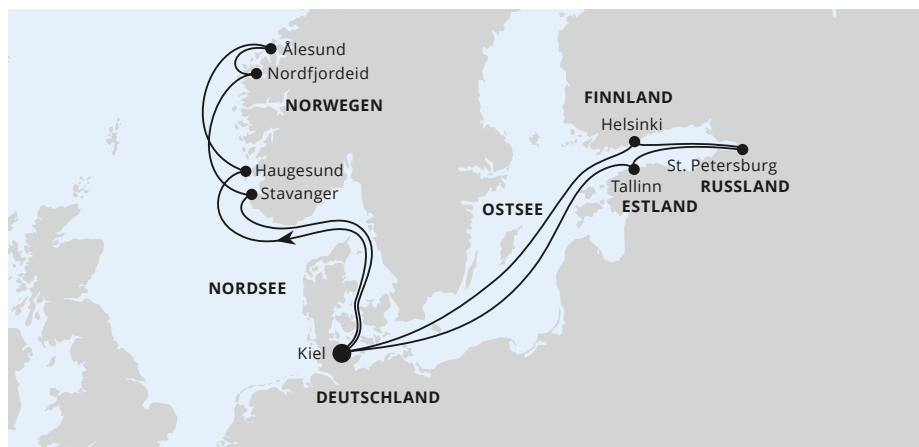 Ålesund
Nordfjordeid
NORWEGEN
FINNLAND
Helsinki
St. Petersburg
RUSSLAND
Tallinn
ESTLAND
Haugesund
Stavanger
OSTSEE
NORDSEE
Kiel
DEUTSCHLAND